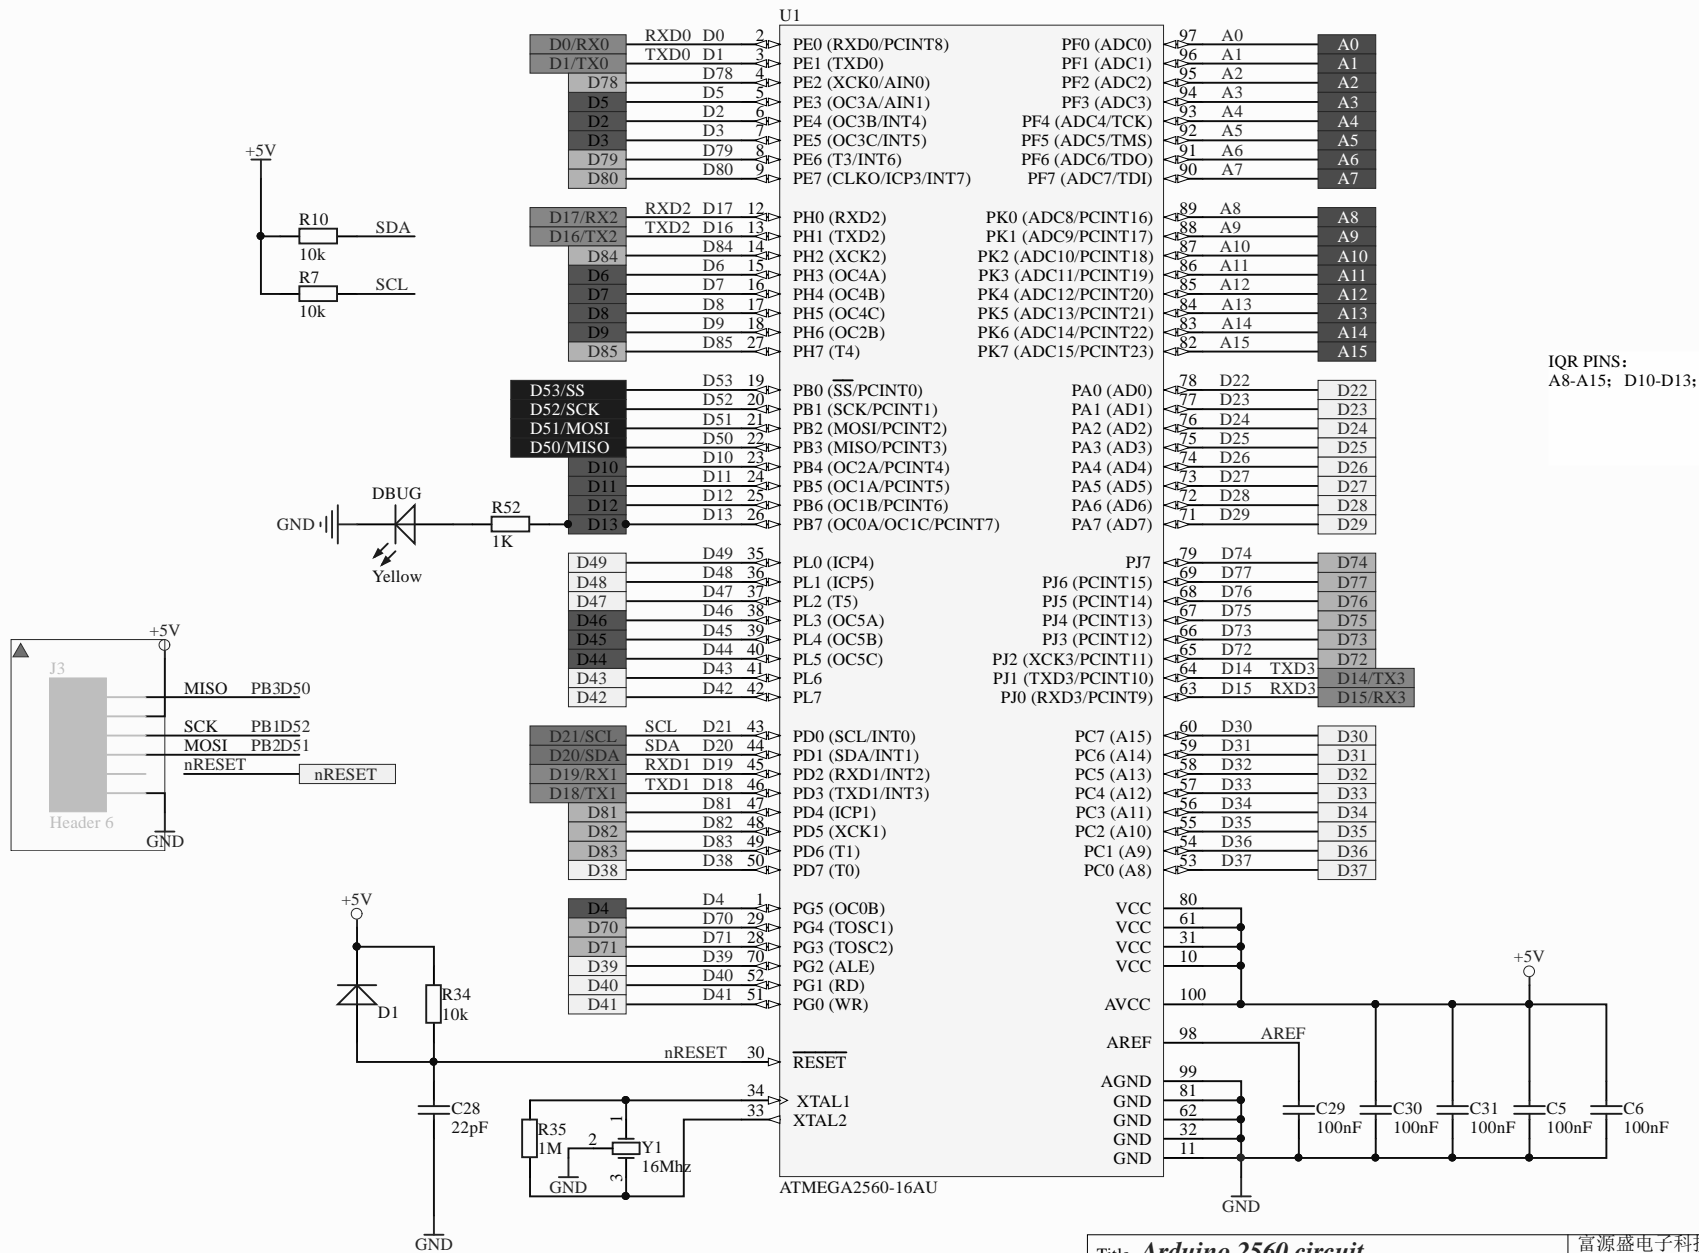 U1
D0/RX0 RXD0 D0 2 PE0 (RXD0/PCINT8) PF0 (ADC0) 97 A0 A0
D1/TX0 TXD0 D1 3 PE1 (TXD0) PF1 (ADC1) 96 A1 A1
D78 D78 4 PE2 (XCK0/AIN0) PF2 (ADC2) 95 A2 A2
D5 D5 5 PE3 (OC3A/AIN1) PF3 (ADC3) 94 A3 A3
D2 D2 6 PE4 (OC3B/INT4) PF4 (ADC4/TCK) 93 A4 A4
D3 D3 7 PE5 (OC3C/INT5) PF5 (ADC5/TMS) 92 A5 A5
D79 D79 8 PE6 (T3/INT6) PF6 (ADC6/TDO) 91 A6 A6
D80 D80 9 PE7 (CLKO/ICP3/INT7) PF7 (ADC7/TDI) 90 A7 A7
+5V
R10 SDA
10k
R7 SCL
10k
D17/RX2 RXD2 D17 12 PH0 (RXD2) PK0 (ADC8/PCINT16) 89 A8 A8
D16/TX2 TXD2 D16 13 PH1 (TXD2) PK1 (ADC9/PCINT17) 88 A9 A9
D84 D84 14 PH2 (XCK2) PK2 (ADC10/PCINT18) 87 A10 A10
D6 D6 15 PH3 (OC4A) PK3 (ADC11/PCINT19) 86 A11 A11
D7 D7 16 PH4 (OC4B) PK4 (ADC12/PCINT20) 85 A12 A12
D8 D8 17 PH5 (OC4C) PK5 (ADC13/PCINT21) 84 A13 A13
D9 D9 18 PH6 (OC2B) PK6 (ADC14/PCINT22) 83 A14 A14
D85 D85 27 PH7 (T4) PK7 (ADC15/PCINT23) 82 A15 A15
IQR PINS：
A8-A15；D10-D13；
D53/SS D53 19 PB0 (SS/PCINT0) PA0 (AD0) 78 D22 D22
D52/SCK D52 20 PB1 (SCK/PCINT1) PA1 (AD1) 77 D23 D23
D51/MOSI D51 21 PB2 (MOSI/PCINT2) PA2 (AD2) 76 D24 D24
D50/MISO D50 22 PB3 (MISO/PCINT3) PA3 (AD3) 75 D25 D25
D10 D10 23 PB4 (OC2A/PCINT4) PA4 (AD4) 74 D26 D26
D11 D11 24 PB5 (OC1A/PCINT5) PA5 (AD5) 73 D27 D27
D12 D12 25 PB6 (OC1B/PCINT6) PA6 (AD6) 72 D28 D28
D13 D13 26 PB7 (OC0A/OC1C/PCINT7) PA7 (AD7) 71 D29 D29
DBUG
GND R52
1K
Yellow
D49 D49 35 PL0 (ICP4) PJ7 79 D74 D74
D48 D48 36 PL1 (ICP5) PJ6 (PCINT15) 69 D77 D77
D47 D47 37 PL2 (T5) PJ5 (PCINT14) 68 D76 D76
D46 D46 38 PL3 (OC5A) PJ4 (PCINT13) 67 D75 D75
D45 D45 39 PL4 (OC5B) PJ3 (PCINT12) 66 D73 D73
D44 D44 40 PL5 (OC5C) PJ2 (XCK3/PCINT11) 65 D72 D72
D43 D43 41 PL6 PJ1 (TXD3/PCINT10) 64 D14 TXD3 D14/TX3
D42 D42 42 PL7 PJ0 (RXD3/PCINT9) 63 D15 RXD3 D15/RX3
+5V
J3
MISO PB3D50
SCK PB1D52
MOSI PB2D51
nRESET nRESET
Header 6
GND
D21/SCL SCL D21 43 PD0 (SCL/INT0) PC7 (A15) 60 D30 D30
D20/SDA SDA D20 44 PD1 (SDA/INT1) PC6 (A14) 59 D31 D31
D19/RX1 RXD1 D19 45 PD2 (RXD1/INT2) PC5 (A13) 58 D32 D32
D18/TX1 TXD1 D18 46 PD3 (TXD1/INT3) PC4 (A12) 57 D33 D33
D81 D81 47 PD4 (ICP1) PC3 (A11) 56 D34 D34
D82 D82 48 PD5 (XCK1) PC2 (A10) 55 D35 D35
D83 D83 49 PD6 (T1) PC1 (A9) 54 D36 D36
D38 D38 50 PD7 (T0) PC0 (A8) 53 D37 D37
D4 D4 1 PG5 (OC0B) VCC 80
D70 D70 29 PG4 (TOSC1) VCC 61
D71 D71 28 PG3 (TOSC2) VCC 31
D39 D39 70 PG2 (ALE) VCC 10
D40 D40 52 PG1 (RD)
D41 D41 51 PG0 (WR) AVCC 100
+5V
AREF 98 AREF
+5V
D1 R34
10k
nRESET 30 RESET
AGND 99
34 XTAL1 GND 81
33 XTAL2 GND 62
GND 32
GND 11
C28
22pF
GND
R35
1M
1
2
3
Y1
16Mhz
GND
C29
100nF
C30
100nF
C31
100nF
C5
100nF
C6
100nF
GND
ATMEGA2560-16AU
Title Arduino 2560 circuit
富源盛电子科技